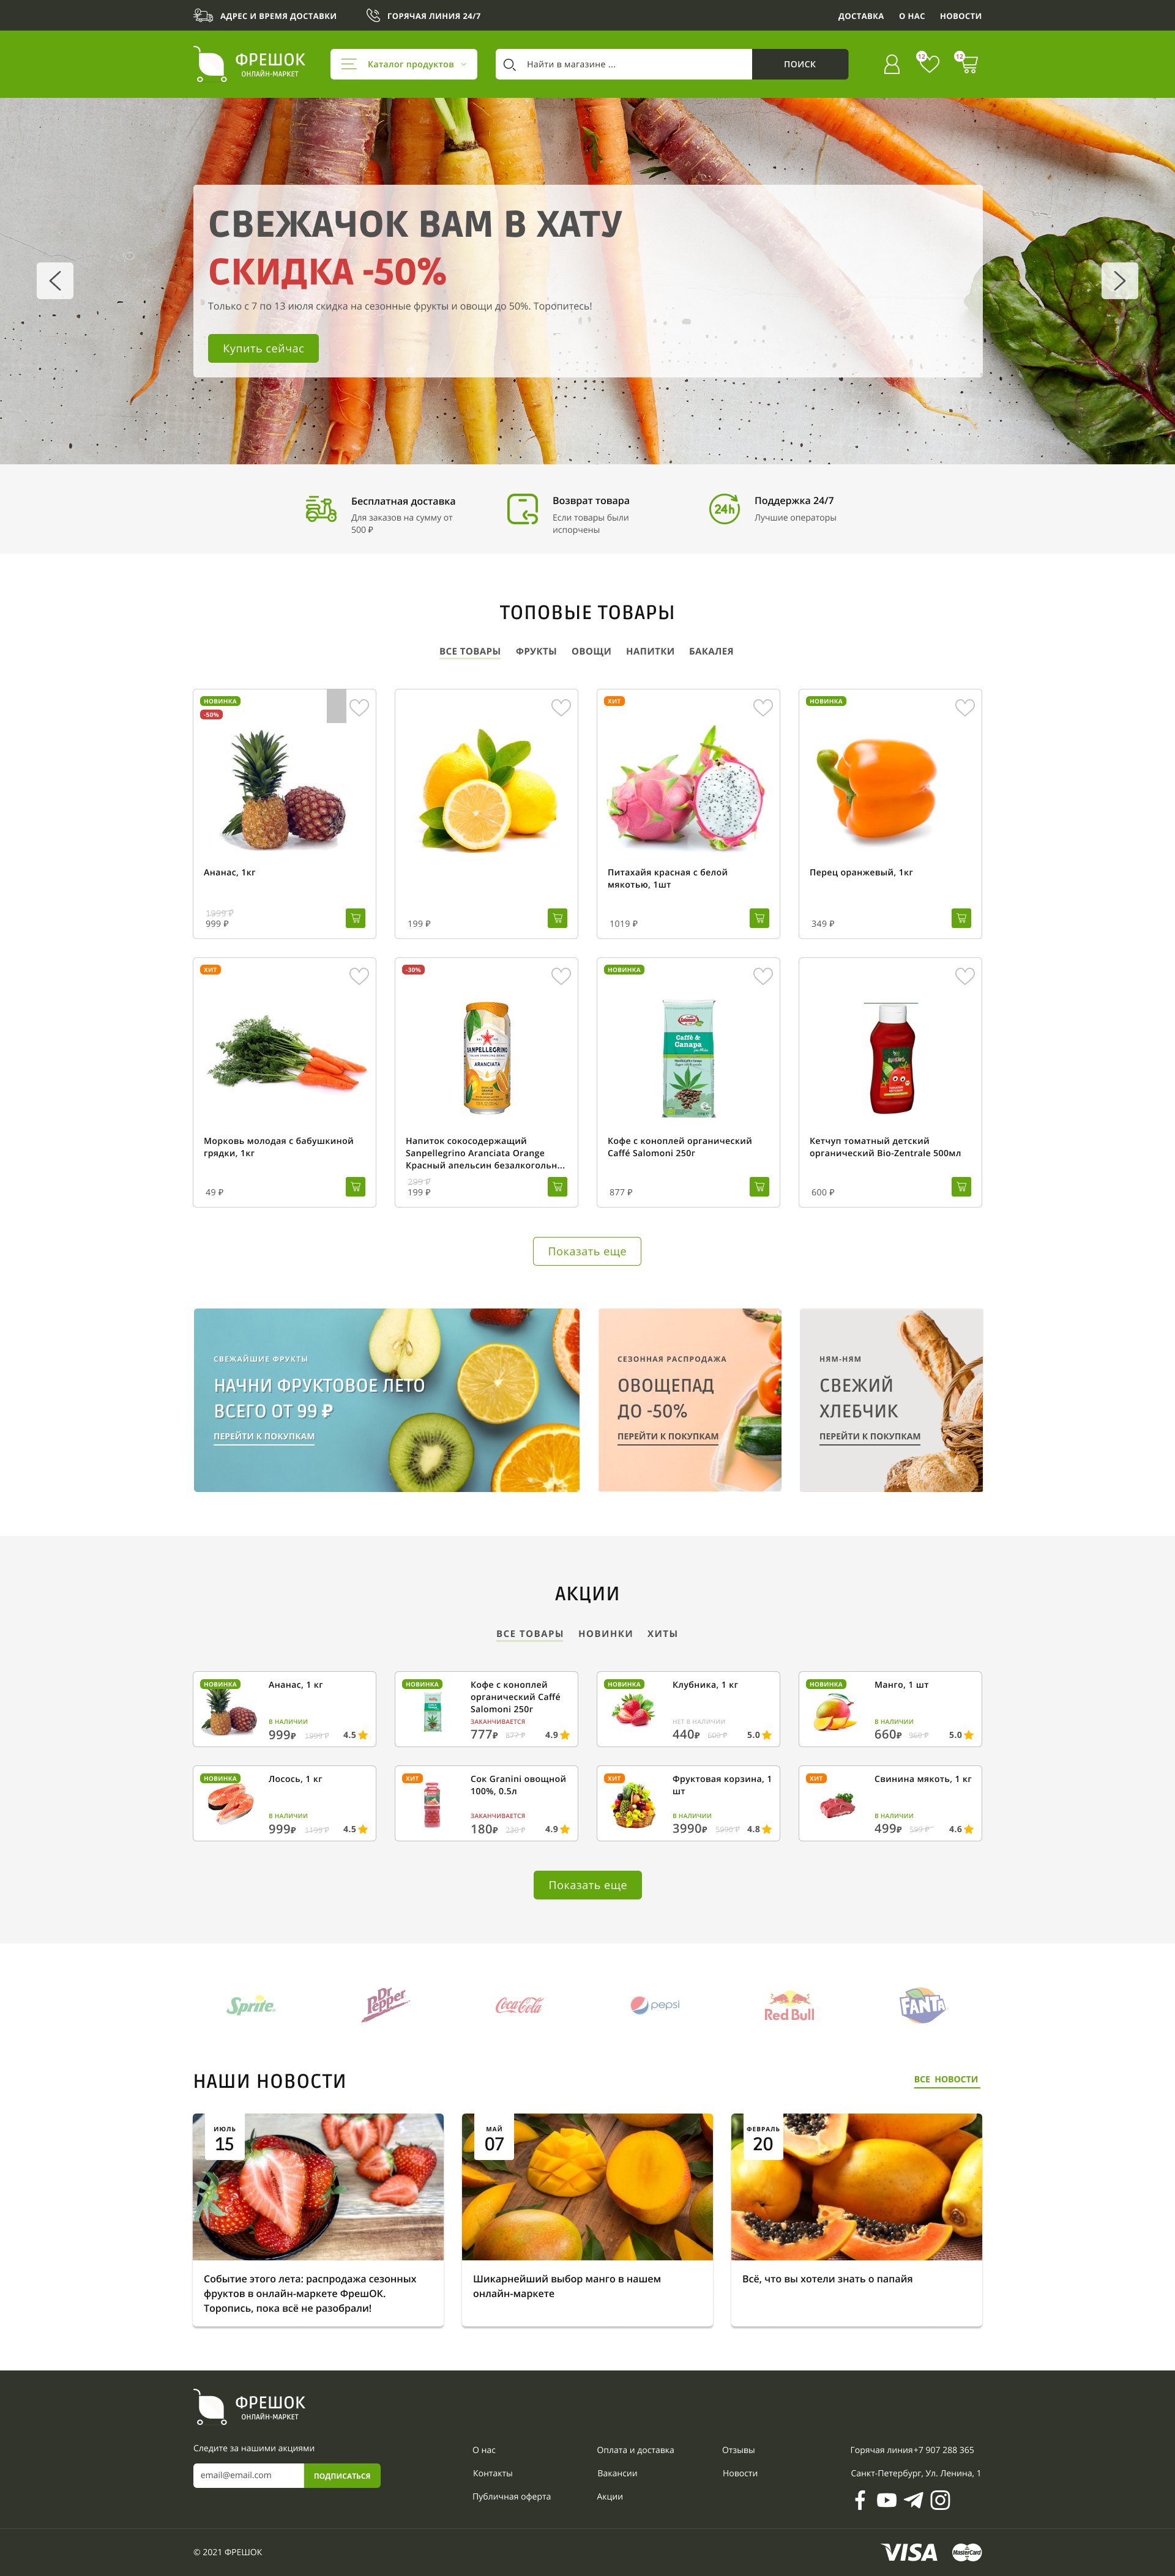 АДРЕС И ВРЕМЯ ДОСТАВКИ
ГОРЯЧАЯ ЛИНИЯ 24/7
ДОСТАВКА
О НАС
НОВОСТИ
ФРЕШОК
ОНЛАЙН-МАРКЕТ
Каталог продуктов
Найти в магазине ...
ПОИСК
12
12
СВЕЖАЧОК ВАМ В ХАТУ
СКИДКА -50%
Только с 7 по 13 июля скидка на сезонные фрукты и овощи до 50%. Торопитесь!
Купить сейчас
Бесплатная доставка
Для заказов на сумму от
500 ₽
Возврат товара
Если товары были
испорчены
24h
Поддержка 24/7
Лучшие операторы
ТОПОВЫЕ ТОВАРЫ
ВСЕ ТОВАРЫ
ФРУКТЫ
ОВОЩИ
НАПИТКИ
БАКАЛЕЯ
НОВИНКА
-50%
Ананас, 1кг
1999 ₽
999 ₽
199 ₽
ХИТ
Питахайя красная с белой
мякотью, 1шт
1019 ₽
НОВИНКА
Перец оранжевый, 1кг
349 ₽
ХИТ
Морковь молодая с бабушкиной
грядки, 1кг
49 ₽
-30%
SANPELLEGRINO
ARANCIATA
Напиток сокосодержащий
Sanpellegrino Aranciata Orange
Красный апельсин безалкогольн...
299 ₽
199 ₽
НОВИНКА
Caffè &
Canapa
Кофе с коноплей органический
Caffé Salomoni 250г
877 ₽
Кетчуп томатный детский
органический Bio-Zentrale 500мл
600 ₽
Показать еще
СВЕЖАЙШИЕ ФРУКТЫ
НАЧНИ ФРУКТОВОЕ ЛЕТО
ВСЕГО ОТ 99 ₽
ПЕРЕЙТИ К ПОКУПКАМ
СЕЗОННАЯ РАСПРОДАЖА
ОВОЩЕПАД
ДО -50%
ПЕРЕЙТИ К ПОКУПКАМ
НЯМ-НЯМ
СВЕЖИЙ
ХЛЕБЧИК
ПЕРЕЙТИ К ПОКУПКАМ
АКЦИИ
ВСЕ ТОВАРЫ
НОВИНКИ
ХИТЫ
НОВИНКА
Ананас, 1 кг
В НАЛИЧИИ
999₽
1999 ₽
4.5
НОВИНКА
Кофе с коноплей
органический Caffé
Salomoni 250г
ЗАКАНЧИВАЕТСЯ
777₽
877 ₽
4.9
НОВИНКА
Клубника, 1 кг
НЕТ В НАЛИЧИИ
440₽
600 ₽
5.0
НОВИНКА
Манго, 1 шт
В НАЛИЧИИ
660₽
960 ₽
5.0
НОВИНКА
Лосось, 1 кг
В НАЛИЧИИ
999₽
1199 ₽
4.5
ХИТ
Сок Granini овощной
100%, 0.5л
ЗАКАНЧИВАЕТСЯ
180₽
230 ₽
4.9
ХИТ
Фруктовая корзина, 1
шт
В НАЛИЧИИ
3990₽
5990 ₽
4.8
ХИТ
Свинина мякоть, 1 кг
В НАЛИЧИИ
499₽
599 ₽
4.6
Показать еще
Sprite
Dr Pepper
Coca-Cola
pepsi
Red Bull
FANTA
НАШИ НОВОСТИ
ВСЕ НОВОСТИ
ИЮЛЬ
15
Событие этого лета: распродажа сезонных
фруктов в онлайн-маркете ФрешОК.
Торопись, пока всё не разобрали!
МАЙ
07
Шикарнейший выбор манго в нашем
онлайн-маркете
ФЕВРАЛЬ
20
Всё, что вы хотели знать о папайя
ФРЕШОК
ОНЛАЙН-МАРКЕТ
Следите за нашими акциями
email@email.com
ПОДПИСАТЬСЯ
О нас
Контакты
Публичная оферта
Оплата и доставка
Вакансии
Акции
Отзывы
Новости
Горячая линия+7 907 288 365
Санкт-Петербург, Ул. Ленина, 1
© 2021 ФРЕШОК
VISA
MasterCard